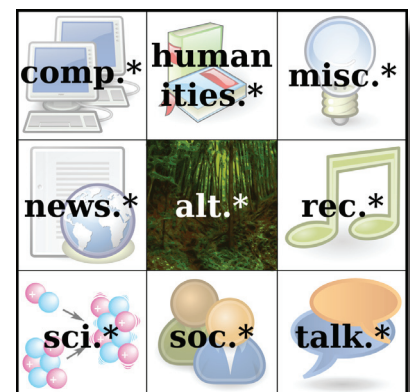 comp.*
human
ities.*
misc.*
news.*
alt.*
rec.*
sci.*
soc.*
talk.*